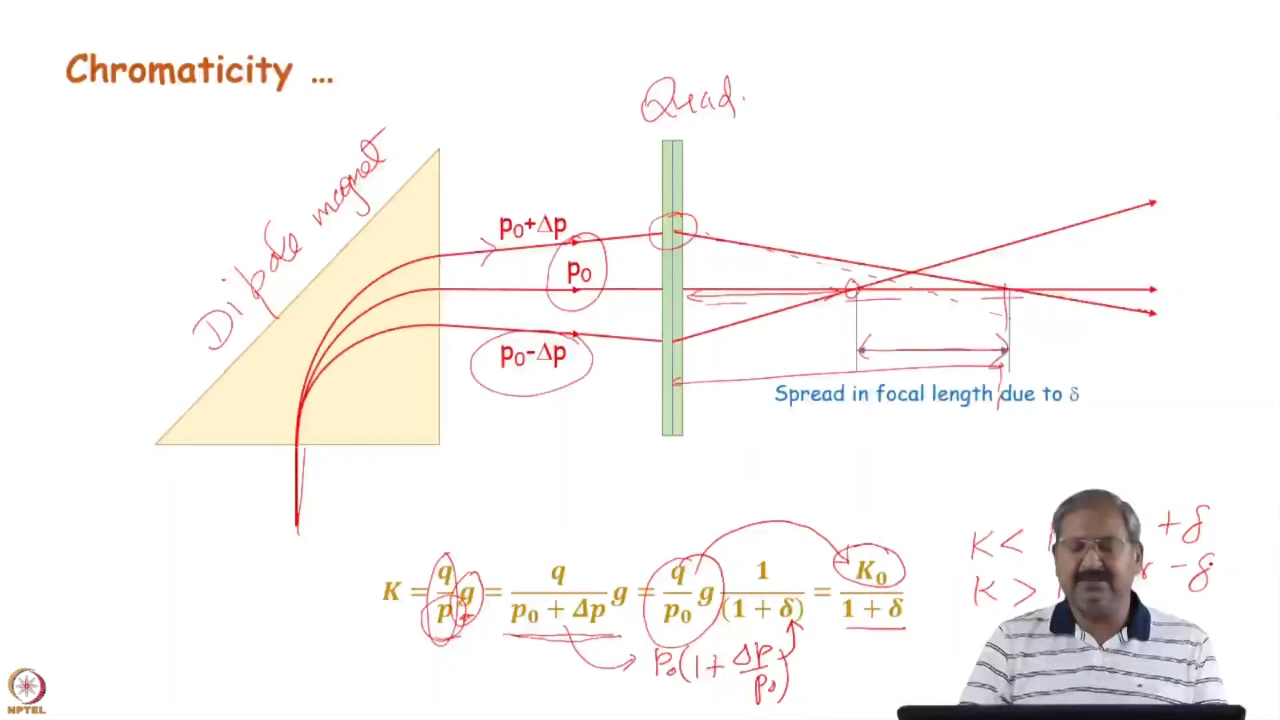 Chromaticity ...
Quad.
Dipole magnet
p₀+Δp
p₀
p₀-Δp
Spread in focal length due to δ
K = q/p g = q/(p₀ + Δp) g = q/p₀ g 1/(1 + δ) = K₀/(1 + δ)
p₀(1 + Δp/p₀)
K < + δ
K > - δ
NPTEL